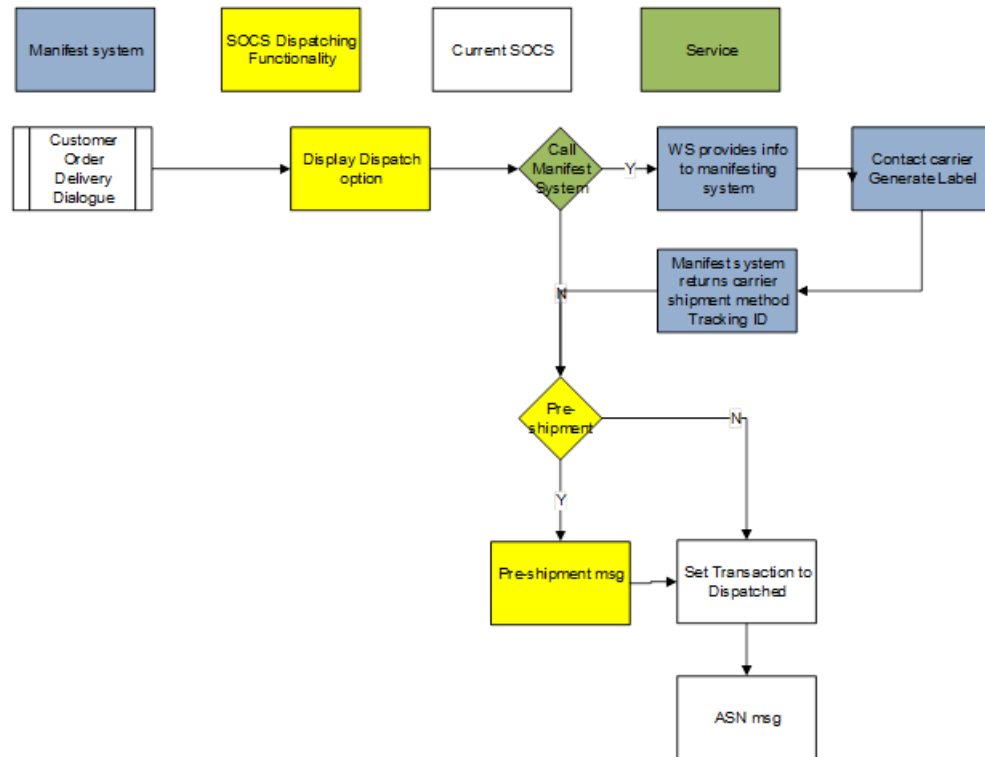 Manifest system
SOCS Dispatching
Functionality
Current SOCS
Service
Customer
Order
Delivery
Dialogue
Display Dispatch
option
Call
Manifest
System
Y
WS provides info
to manifesting
system
Contact carrier
Generate Label
Manifest system
returns carrier
shipment method
Tracking ID
N
Pre-
shipment
N
Y
Pre-shipment msg
Set Transaction to
Dispatched
ASN msg